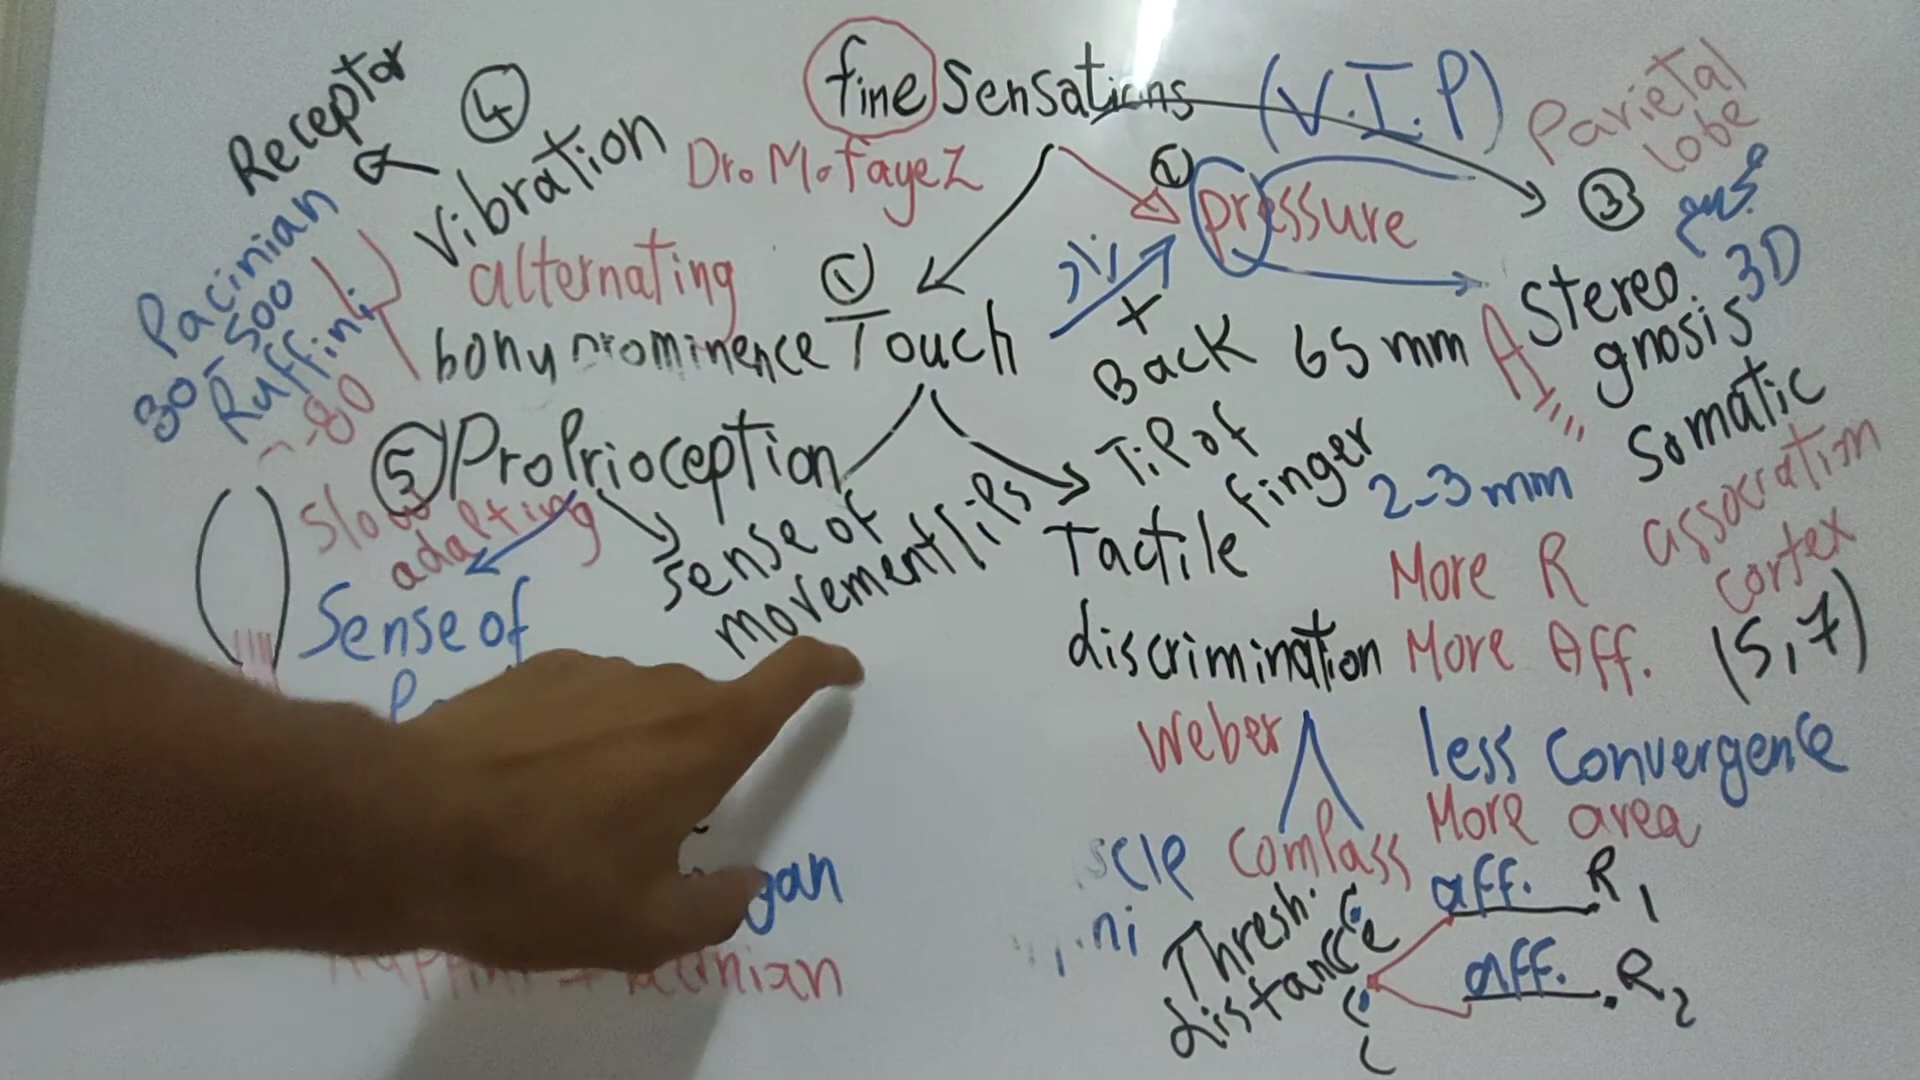 fine Sensations (V.I.P)
Dr. M. fayez
Receptor
④
Vibration
alternating
bony prominence
Pacinian
30-500
Ruffini
-80
① Touch
② pressure
③
Parietal
lobe
Stereo
gnosis
3D
Somatic
association
cortex
(5,7)
+
Back 65 mm
Tip of
finger
2-3 mm
lips
Tactile
discrimination
Weber
Compass
Thresh.
distance
More R
More Aff.
less Convergence
More area
aff. R1
aff. R2
⑤ Proprioception
Slow
adapting
Sense of
Sense of
movement